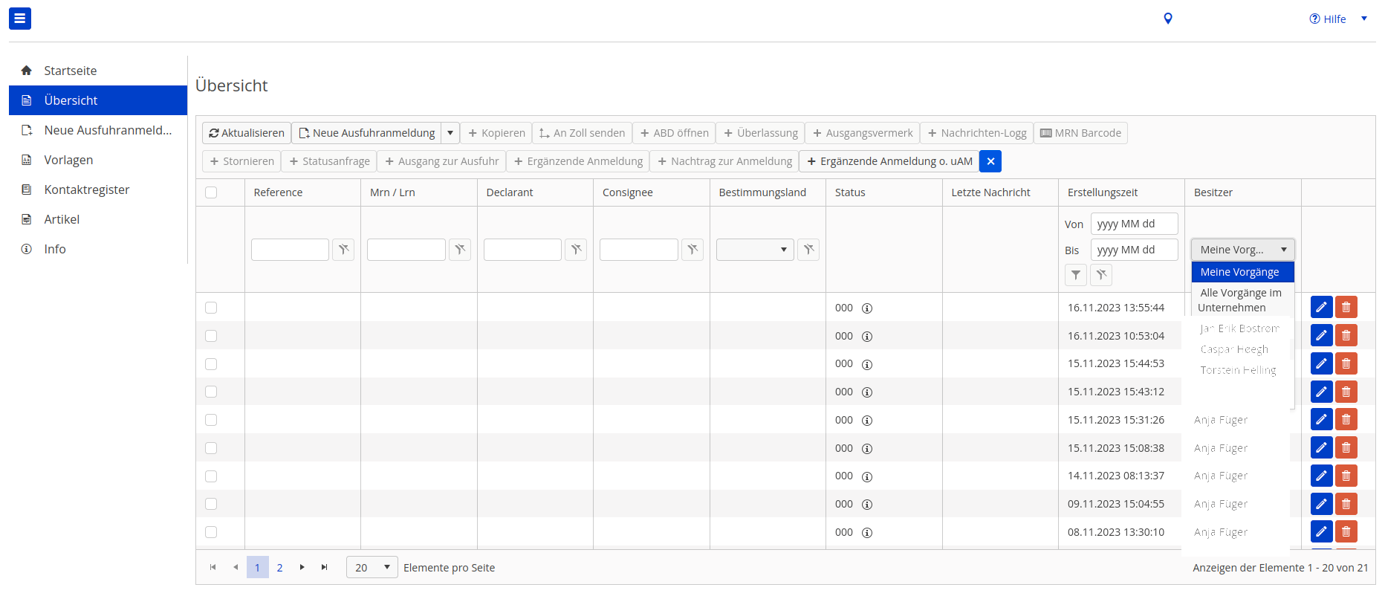 Hilfe
Startseite
Übersicht
Neue Ausfuhranmeld...
Vorlagen
Kontaktregister
Artikel
Info
Übersicht
Aktualisieren Neue Ausfuhranmeldung + Kopieren An Zoll senden + ABD öffnen + Überlassung + Ausgangsvermerk + Nachrichten-Logg MRN Barcode
+ Stornieren + Statusanfrage + Ausgang zur Ausfuhr + Ergänzende Anmeldung + Nachtrag zur Anmeldung + Ergänzende Anmeldung o. uAM
Reference Mrn / Lrn Declarant Consignee Bestimmungsland Status Letzte Nachricht Erstellungszeit Besitzer
Von yyyy MM dd
Bis yyyy MM dd Meine Vorg...
Meine Vorgänge
Alle Vorgänge im
Unternehmen
000 16.11.2023 13:55:44
Jan Erik Bostrom
000 16.11.2023 10:53:04
Caspar Heegh
000 15.11.2023 15:44:53
Torstein Helling
000 15.11.2023 15:43:12
000 15.11.2023 15:31:26 Anja Füger
000 15.11.2023 15:08:38 Anja Füger
000 14.11.2023 08:13:37 Anja Füger
000 09.11.2023 15:04:55 Anja Füger
000 08.11.2023 13:30:10 Anja Füger
1 2 20 Elemente pro Seite Anzeigen der Elemente 1 - 20 von 21